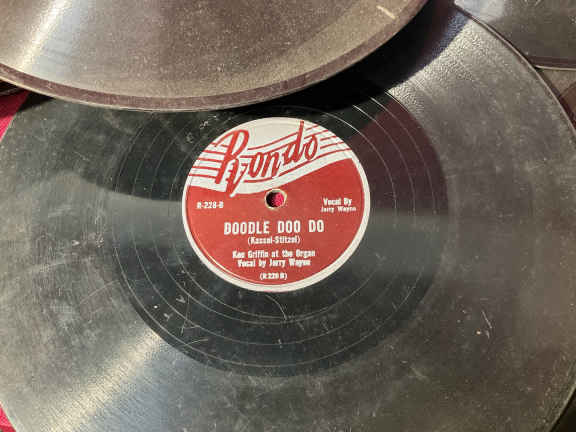 Rondo
R-228-B
Vocal By
Jerry Wayne
DOODLE DOO DO
(Kassel-Stitzel)
Ken Griffin at the Organ
Vocal by Jerry Wayne
(R 228 B)